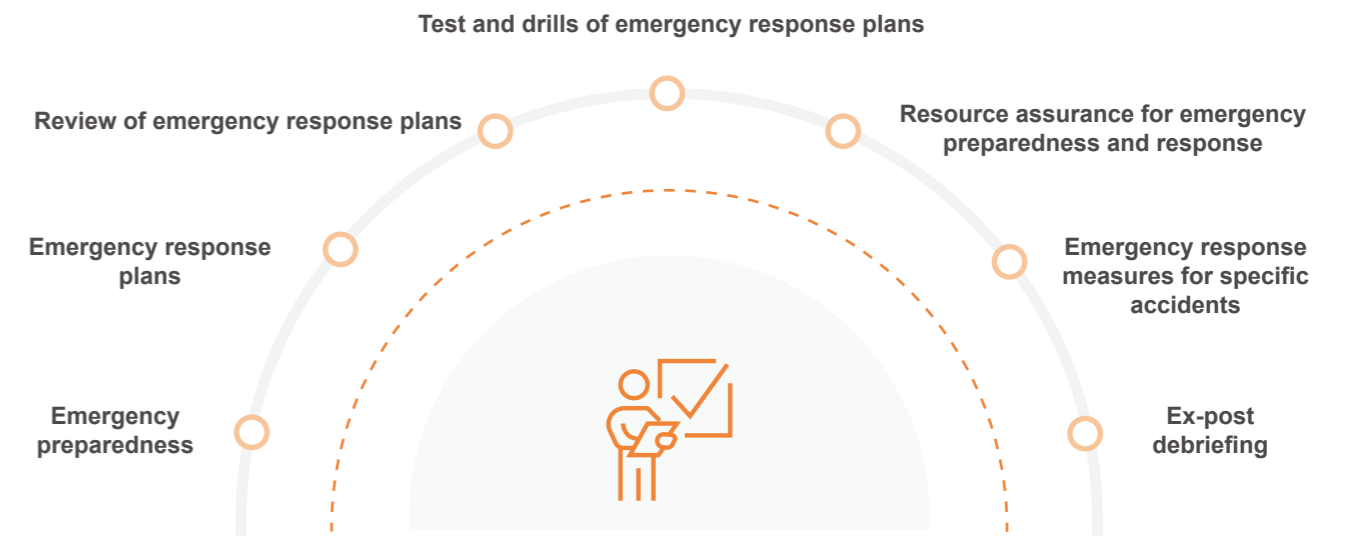 Test and drills of emergency response plans
Review of emergency response plans
Resource assurance for emergency
preparedness and response
Emergency response
plans
Emergency response
measures for specific
accidents
Emergency
preparedness
Ex-post
debriefing